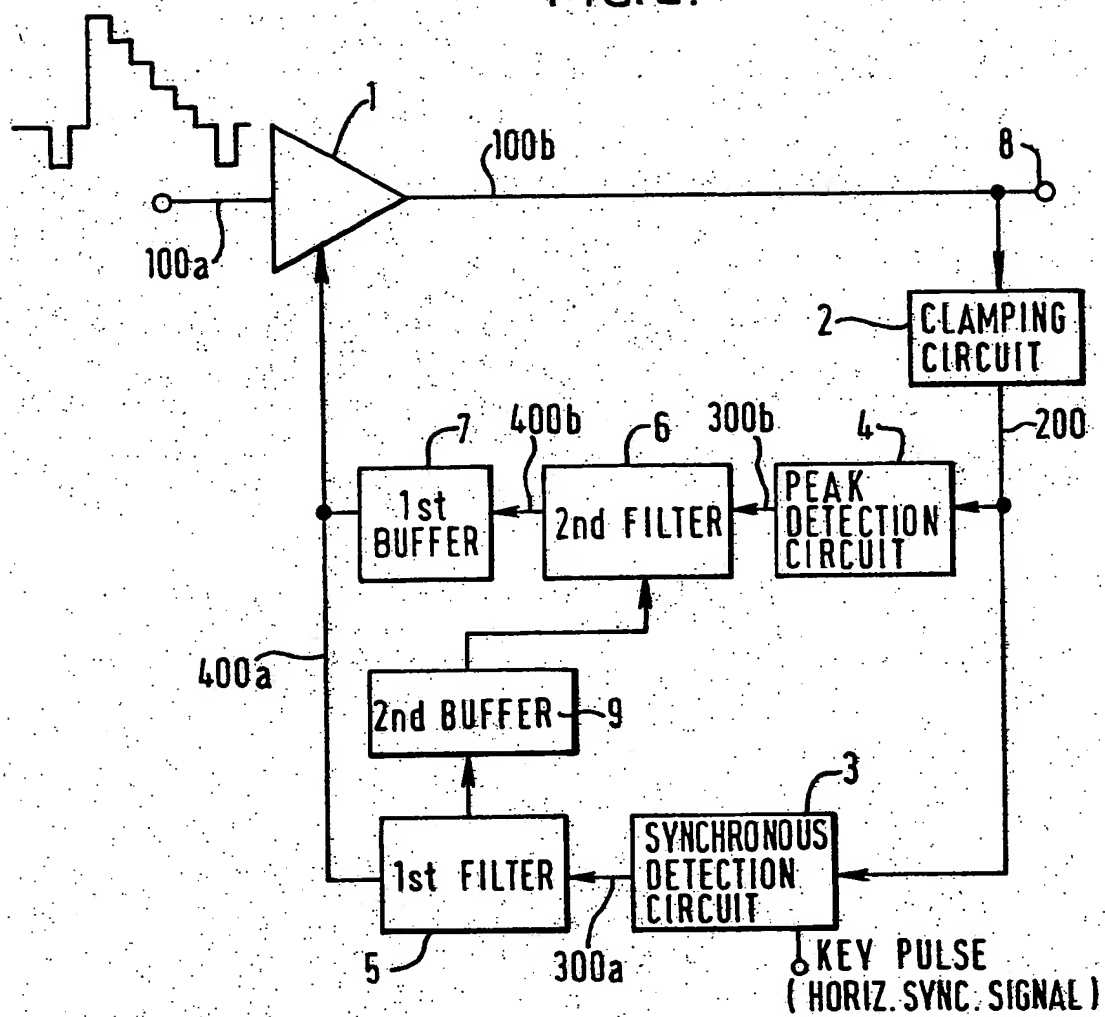 1
100b
8
100a
2
CLAMPING
CIRCUIT
7
400b
6
300b
4
200
1st
BUFFER
2nd FILTER
PEAK
DETECTION
CIRCUIT
400a
2nd BUFFER
9
3
1st FILTER
SYNCHRONOUS
DETECTION
CIRCUIT
5
300a
KEY PULSE
(HORIZ. SYNC. SIGNAL)